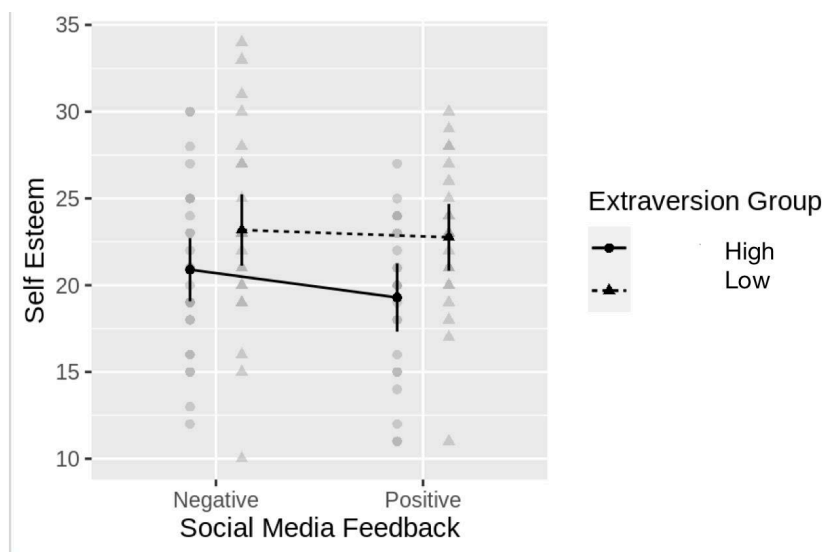 35
30
25
20
15
10
Self Esteem
Negative
Positive
Social Media Feedback
Extraversion Group
High
Low